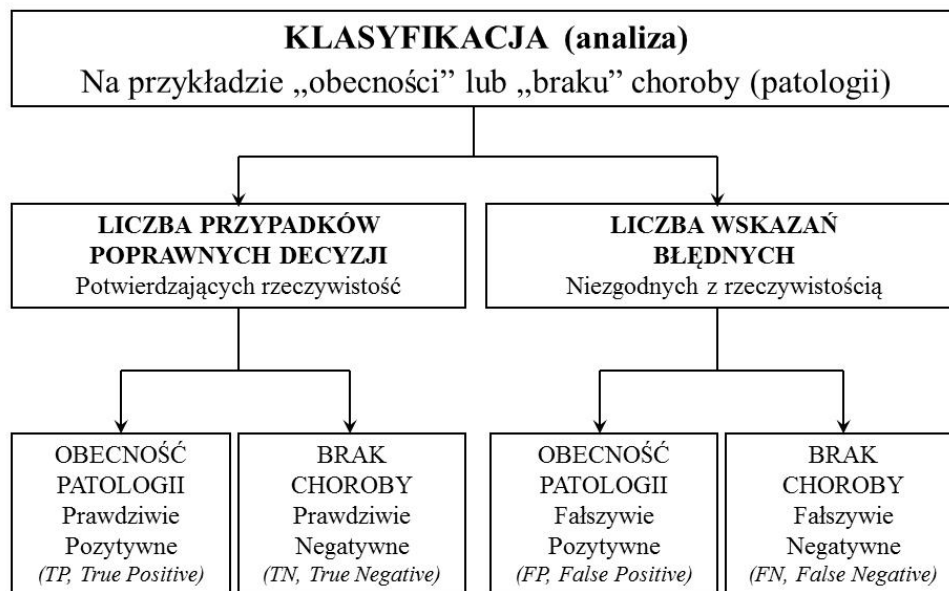 KLASYFIKACJA (analiza)
Na przykładzie „obecności” lub „braku” choroby (patologii)
LICZBA PRZYPADKÓW
POPRAWNYCH DECYZJI
Potwierdzających rzeczywistość
LICZBA WSKAZAŃ
BŁĘDNYCH
Niezgodnych z rzeczywistością
OBECNOŚĆ
PATOLOGII
Prawdziwie
Pozytywne
(TP, True Positive)
BRAK
CHOROBY
Prawdziwie
Negatywne
(TN, True Negative)
OBECNOŚĆ
PATOLOGII
Fałszywie
Pozytywne
(FP, False Positive)
BRAK
CHOROBY
Fałszywie
Negatywne
(FN, False Negative)